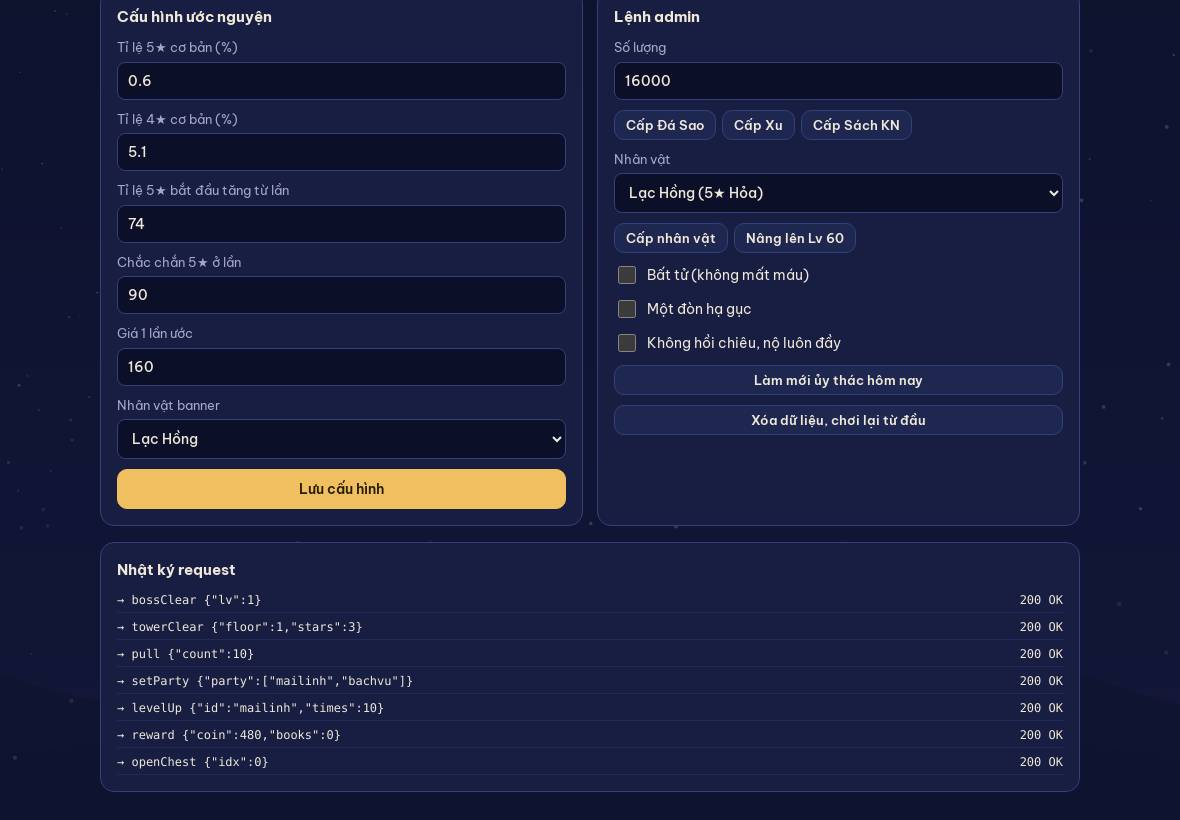 Cấu hình ước nguyện
Tỉ lệ 5★ cơ bản (%)
0.6
Tỉ lệ 4★ cơ bản (%)
5.1
Tỉ lệ 5★ bắt đầu tăng từ lần
74
Chắc chắn 5★ ở lần
90
Giá 1 lần ước
160
Nhân vật banner
Lạc Hồng
Lưu cấu hình
Lệnh admin
Số lượng
16000
Cấp Đá Sao
Cấp Xu
Cấp Sách KN
Nhân vật
Lạc Hồng (5★ Hỏa)
Cấp nhân vật
Nâng lên Lv 60
Bất tử (không mất máu)
Một đòn hạ gục
Không hồi chiêu, nộ luôn đầy
Làm mới ủy thác hôm nay
Xóa dữ liệu, chơi lại từ đầu
Nhật ký request
→ bossClear {"lv":1} 200 OK
→ towerClear {"floor":1,"stars":3} 200 OK
→ pull {"count":10} 200 OK
→ setParty {"party":["mailinh","bachvu"]} 200 OK
→ levelUp {"id":"mailinh","times":10} 200 OK
→ reward {"coin":480,"books":0} 200 OK
→ openChest {"idx":0} 200 OK